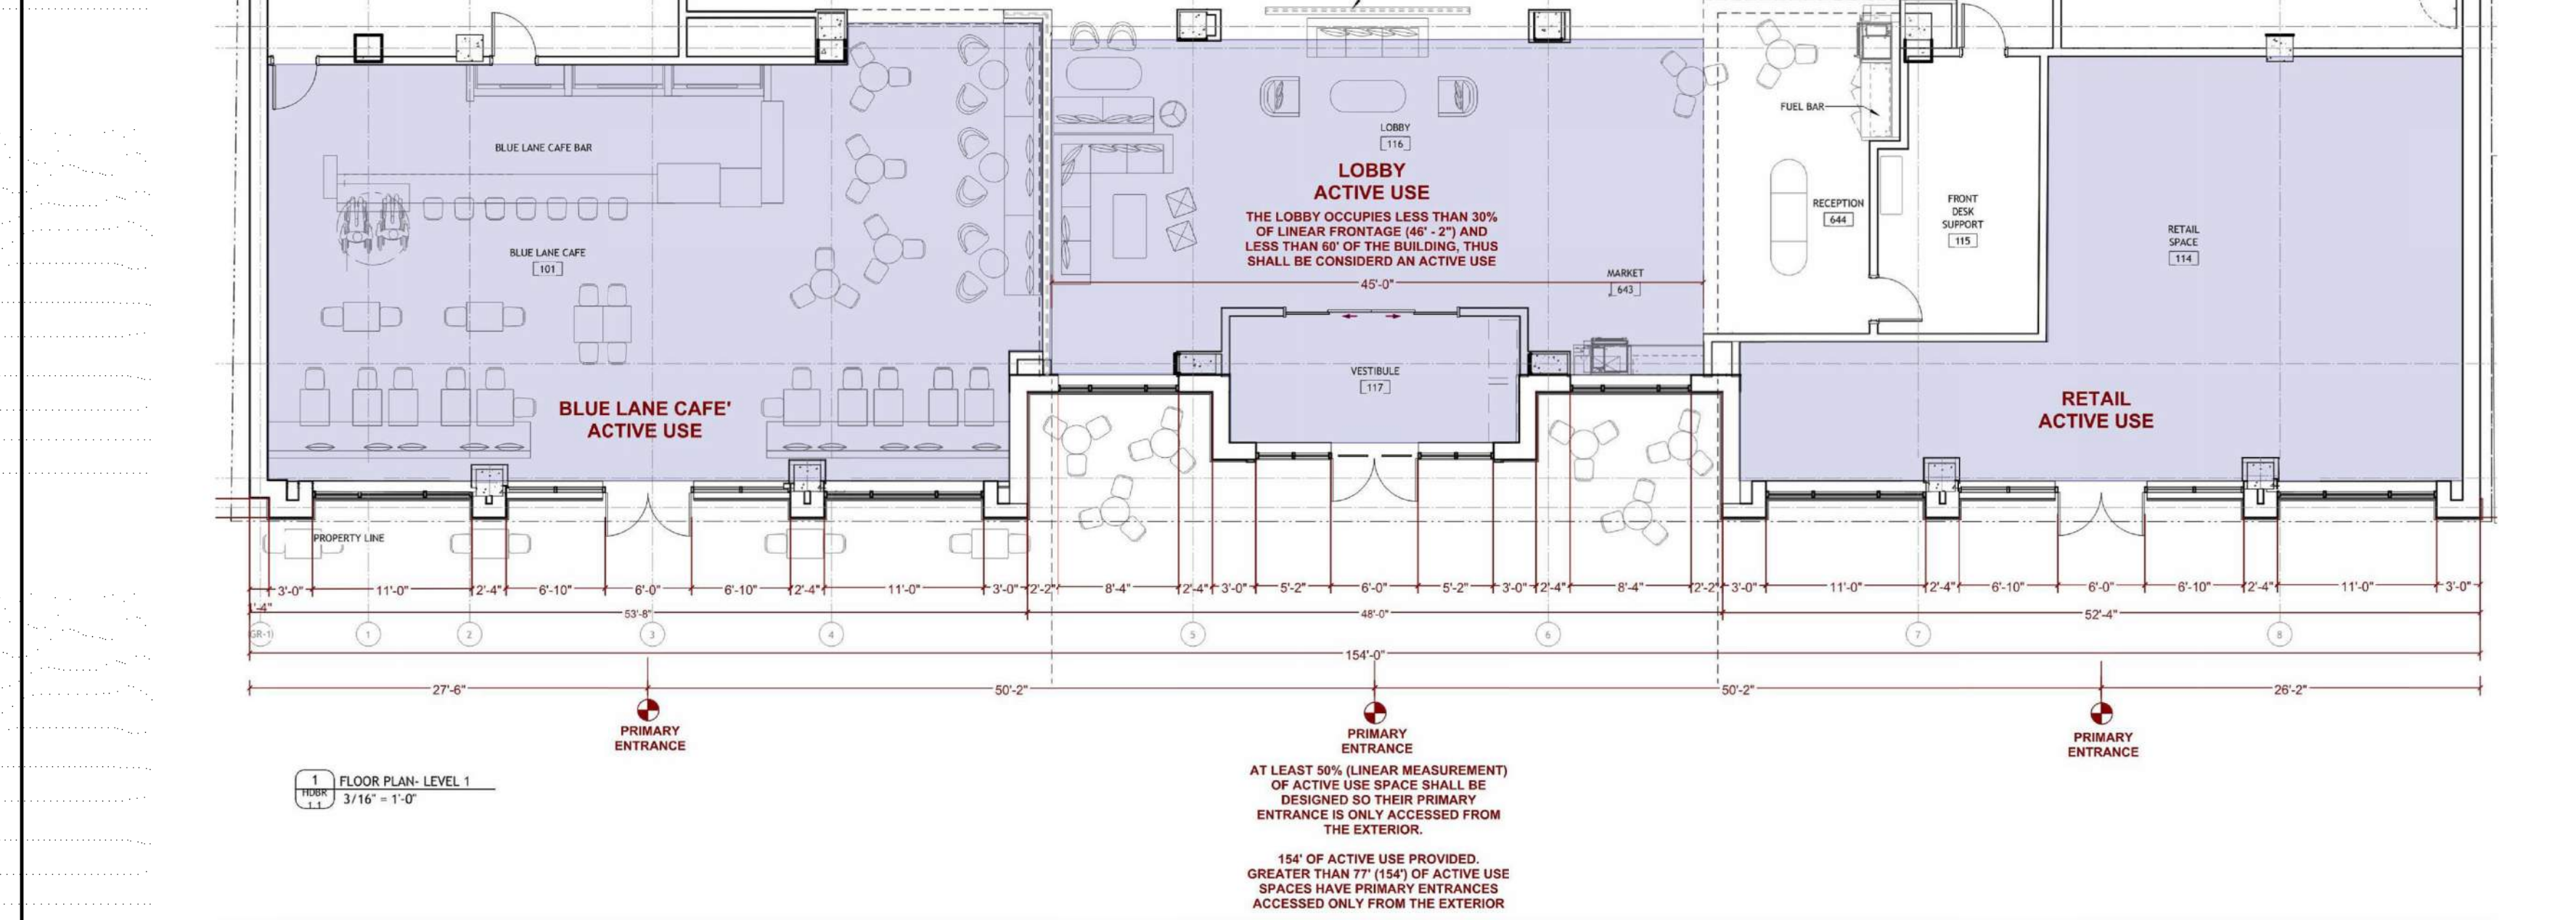 BLUE LANE CAFE BAR
BLUE LANE CAFE
101
BLUE LANE CAFE'
ACTIVE USE
LOBBY
116
LOBBY
ACTIVE USE
THE LOBBY OCCUPIES LESS THAN 30%
OF LINEAR FRONTAGE (46' - 2") AND
LESS THAN 60' OF THE BUILDING, THUS
SHALL BE CONSIDERD AN ACTIVE USE
45'-0"
MARKET
643
VESTIBULE
117
FUEL BAR
RECEPTION
644
FRONT
DESK
SUPPORT
115
RETAIL
SPACE
114
RETAIL
ACTIVE USE
PROPERTY LINE
3'-0" 11'-0" 2'-4" 6'-10" 6'-0" 6'-10" 2'-4" 11'-0" 3'-0" 2'-2" 8'-4" 2'-4" 3'-0" 5'-2" 6'-0" 5'-2" 3'-0" 2'-4" 8'-4" 2'-2" 3'-0" 11'-0" 2'-4" 6'-10" 6'-0" 6'-10" 2'-4" 11'-0" 3'-0"
53'-8" 48'-0" 52'-4"
1 2 3 4 5 6 7 8
154'-0"
27'-6" 50'-2" 50'-2" 26'-2"
PRIMARY
ENTRANCE
PRIMARY
ENTRANCE
PRIMARY
ENTRANCE
AT LEAST 50% (LINEAR MEASUREMENT)
OF ACTIVE USE SPACE SHALL BE
DESIGNED SO THEIR PRIMARY
ENTRANCE IS ONLY ACCESSED FROM
THE EXTERIOR.
154' OF ACTIVE USE PROVIDED.
GREATER THAN 77' (154') OF ACTIVE USE
SPACES HAVE PRIMARY ENTRANCES
ACCESSED ONLY FROM THE EXTERIOR
1 FLOOR PLAN- LEVEL 1
HDBR
1.1
3/16" = 1'-0"